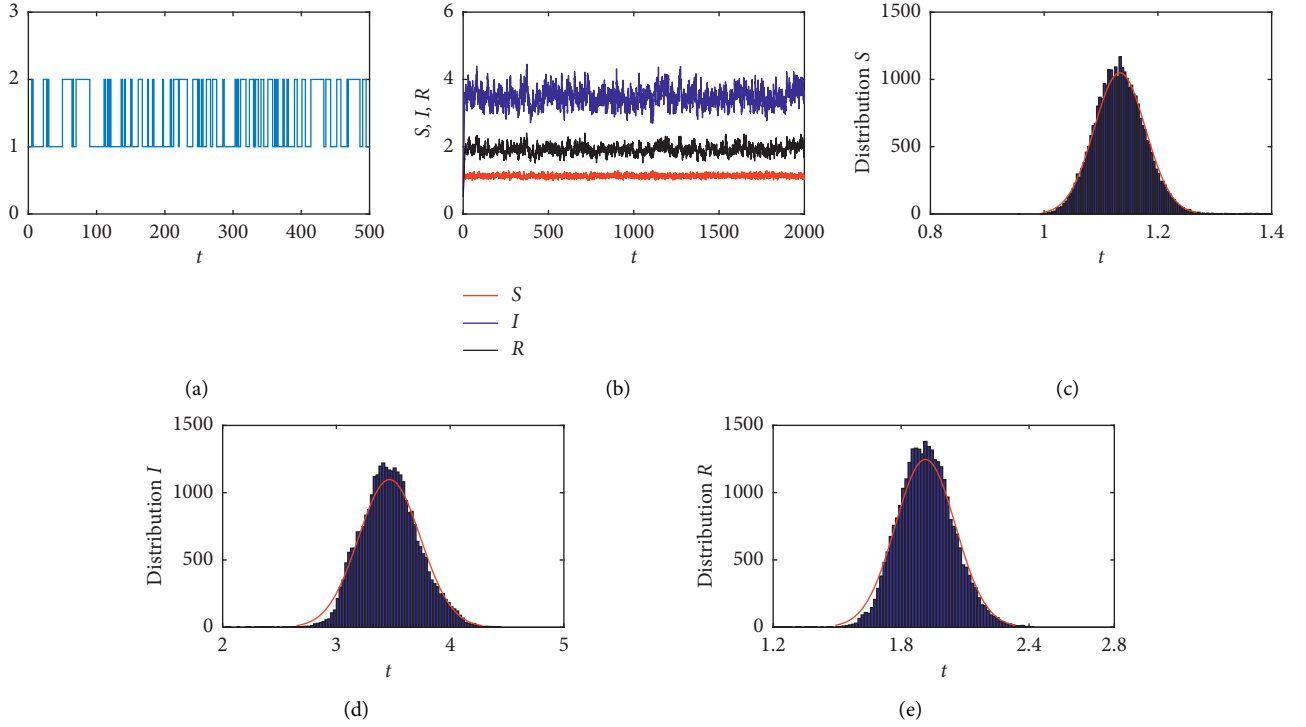 3
2
1
0
0 100 200 300 400 500
t
(a)
S, I, R
6
4
2
0
0 500 1000 1500 2000
t
S
I
R
(b)
Distribution S
1500
1000
500
0
0.8 1 1.2 1.4
t
(c)
Distribution I
1500
1000
500
0
2 3 4 5
t
(d)
Distribution R
1500
1000
500
0
1.2 1.8 2.4 2.8
t
(e)